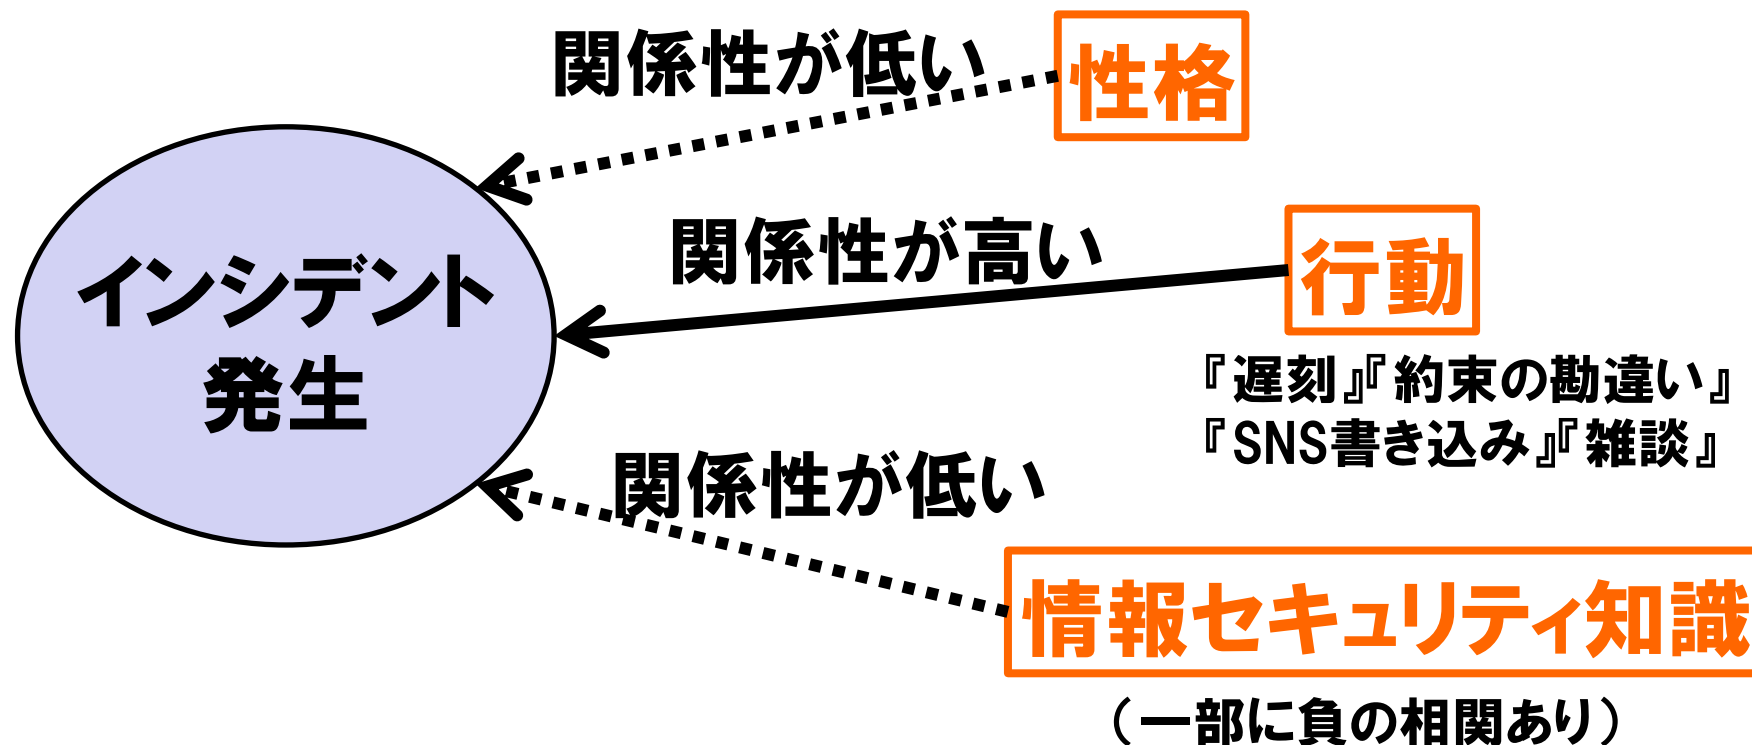 関係性が低い
性格
関係性が高い
行動
インシデント
発生
『遅刻』『約束の勘違い』
『SNS書き込み』『雑談』
関係性が低い
情報セキュリティ知識
（一部に負の相関あり）